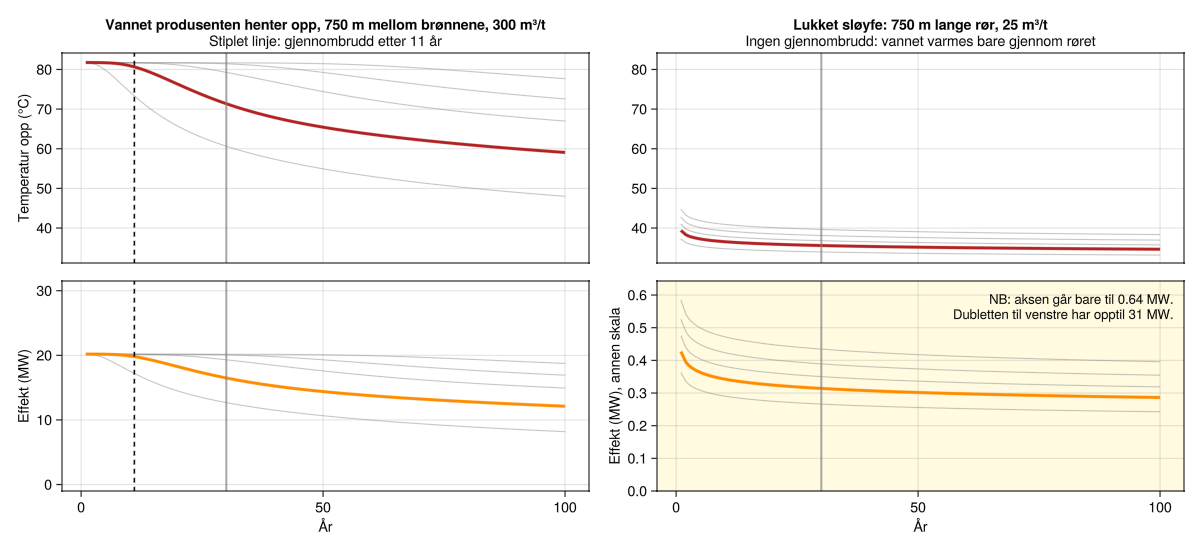 Vannet produsenten henter opp, 750 m mellom brønnene, 300 m³/t
Stiplet linje: gjennombrudd etter 11 år
Temperatur opp (°C)
80
70
60
50
40
Effekt (MW)
30
20
10
0
0
50
100
År
Lukket sløyfe: 750 m lange rør, 25 m³/t
Ingen gjennombrudd: vannet varmes bare gjennom røret
80
70
60
50
40
Effekt (MW), annen skala
0.6
0.5
0.4
0.3
0.2
0.1
0.0
NB: aksen går bare til 0.64 MW.
Dubletten til venstre har opptil 31 MW.
0
50
100
År